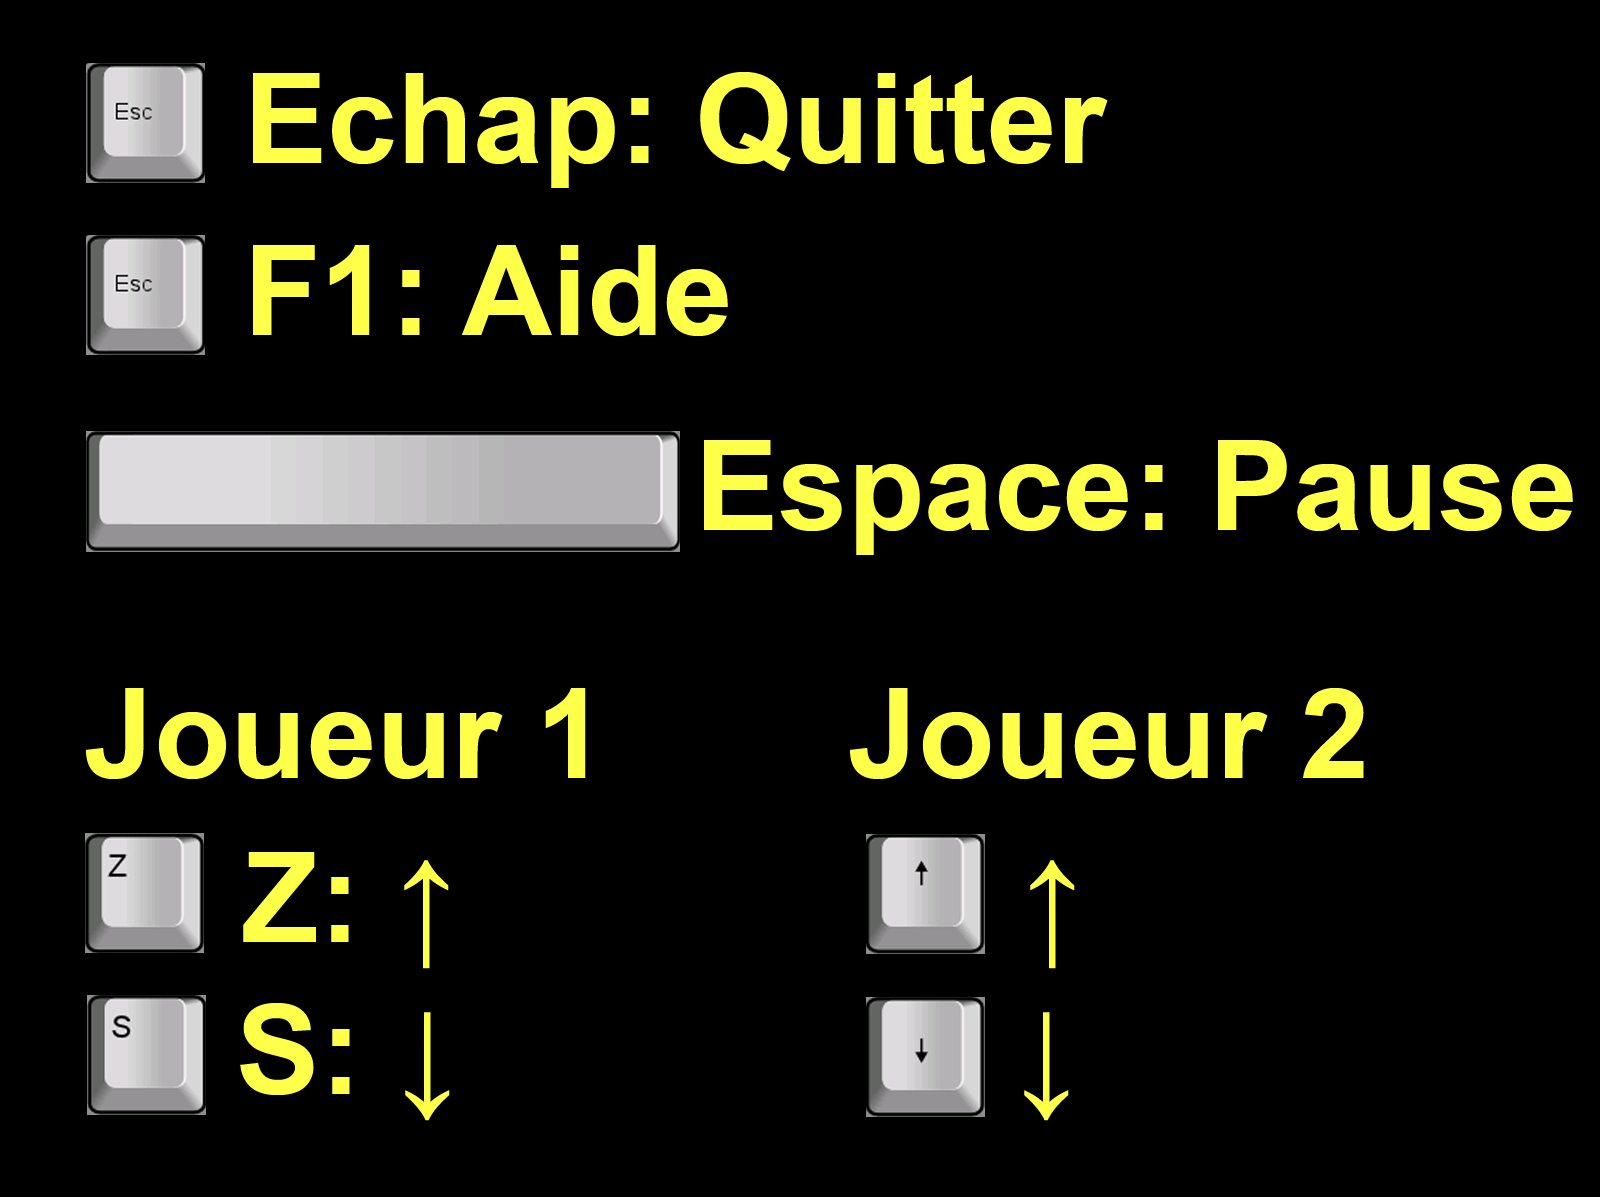 Esc Echap: Quitter
Esc F1: Aide
Espace: Pause
Joueur 1 Joueur 2
Z Z: ↑ ↑ ↑
S S: ↓ ↓ ↓